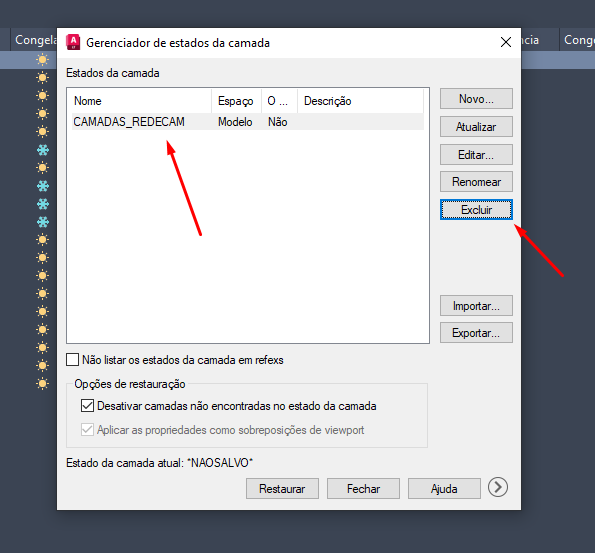 Congela
Gerenciador de estados da camada
ncia
Cong
Estados da camada
Nome Espaço O ... Descrição
CAMADAS_REDECAM Modelo Não
Novo...
Atualizar
Editar...
Renomear
Excluir
Importar...
Exportar...
Não listar os estados da camada em refexs
Opções de restauração
Desativar camadas não encontradas no estado da camada
Aplicar as propriedades como sobreposições de viewport
Estado da camada atual: *NAOSALVO*
Restaurar Fechar Ajuda